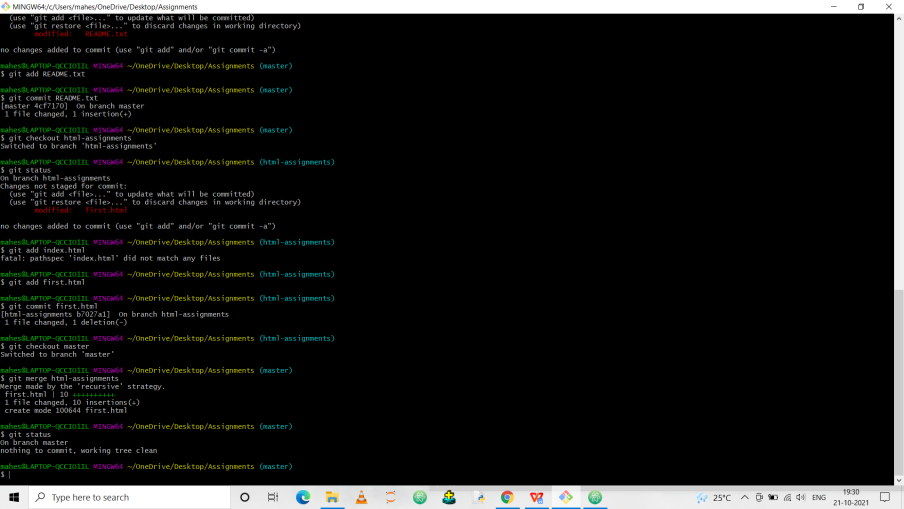 MINGW64:/c/Users/mahes/OneDrive/Desktop/Assignments
(use "git add <file>..." to update what will be committed)
(use "git restore <file>..." to discard changes in working directory)
modified: README.txt
no changes added to commit (use "git add" and/or "git commit -a")
mahes@LAPTOP-QCCIO1IL MINGW64 ~/OneDrive/Desktop/Assignments (master)
$ git add README.txt
mahes@LAPTOP-QCCIO1IL MINGW64 ~/OneDrive/Desktop/Assignments (master)
$ git commit README.txt
[master 4cf7170] On branch master
1 file changed, 1 insertion(+)
mahes@LAPTOP-QCCIO1IL MINGW64 ~/OneDrive/Desktop/Assignments (master)
$ git checkout html-assignments
Switched to branch 'html-assignments'
mahes@LAPTOP-QCCIO1IL MINGW64 ~/OneDrive/Desktop/Assignments (html-assignments)
$ git status
On branch html-assignments
Changes not staged for commit:
(use "git add <file>..." to update what will be committed)
(use "git restore <file>..." to discard changes in working directory)
modified: first.html
no changes added to commit (use "git add" and/or "git commit -a")
mahes@LAPTOP-QCCIO1IL MINGW64 ~/OneDrive/Desktop/Assignments (html-assignments)
$ git add index.html
fatal: pathspec 'index.html' did not match any files
mahes@LAPTOP-QCCIO1IL MINGW64 ~/OneDrive/Desktop/Assignments (html-assignments)
$ git add first.html
mahes@LAPTOP-QCCIO1IL MINGW64 ~/OneDrive/Desktop/Assignments (html-assignments)
$ git commit first.html
[html-assignments b7027a1] On branch html-assignments
1 file changed, 1 deletion(-)
mahes@LAPTOP-QCCIO1IL MINGW64 ~/OneDrive/Desktop/Assignments (html-assignments)
$ git checkout master
Switched to branch 'master'
mahes@LAPTOP-QCCIO1IL MINGW64 ~/OneDrive/Desktop/Assignments (master)
$ git merge html-assignments
Merge made by the 'recursive' strategy.
first.html | 10 ++++++++++
1 file changed, 10 insertions(+)
create mode 100644 first.html
mahes@LAPTOP-QCCIO1IL MINGW64 ~/OneDrive/Desktop/Assignments (master)
$ git status
On branch master
nothing to commit, working tree clean
mahes@LAPTOP-QCCIO1IL MINGW64 ~/OneDrive/Desktop/Assignments (master)
$
Type here to search
25°C
ENG
19:30
21-10-2021